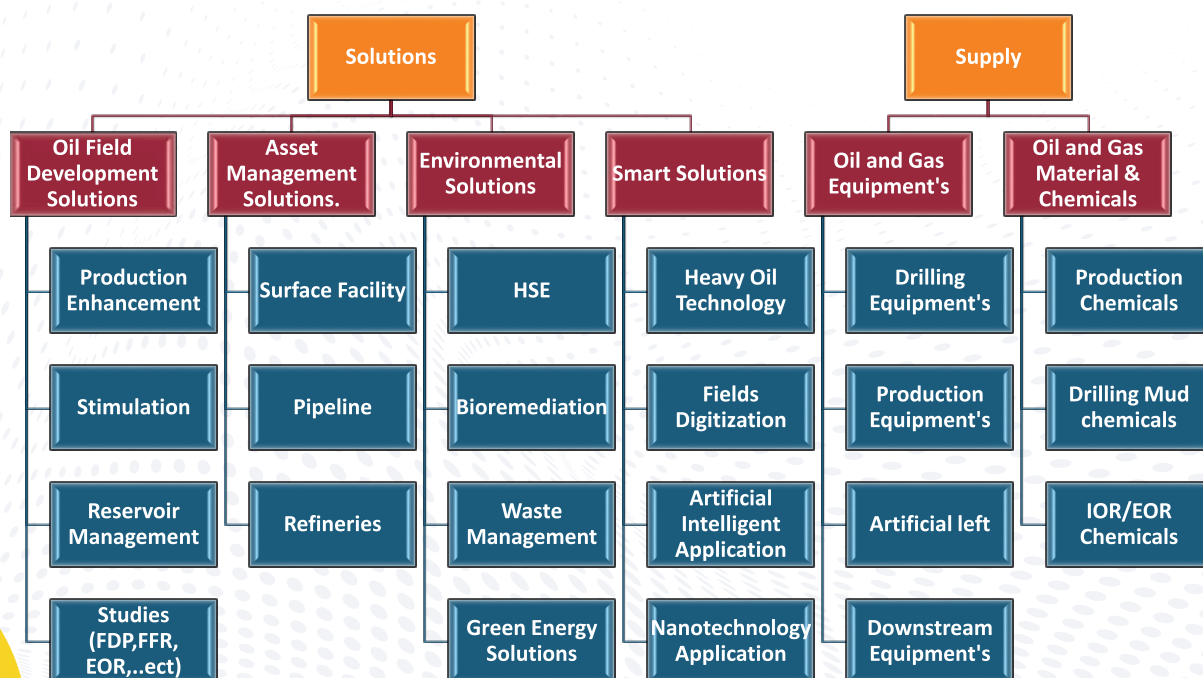 Solutions
Supply
Oil Field
Development
Solutions
Asset
Management
Solutions.
Environmental
Solutions
Smart Solutions
Oil and Gas
Equipment's
Oil and Gas
Material &
Chemicals
Production
Enhancement
Surface Facility
HSE
Heavy Oil
Technology
Drilling
Equipment's
Production
Chemicals
Stimulation
Pipeline
Bioremediation
Fields
Digitization
Production
Equipment's
Drilling Mud
chemicals
Reservoir
Management
Refineries
Waste
Management
Artificial
Intelligent
Application
Artificial left
IOR/EOR
Chemicals
Studies
(FDP,FFR,
EOR,..ect)
Green Energy
Solutions
Nanotechnology
Application
Downstream
Equipment's